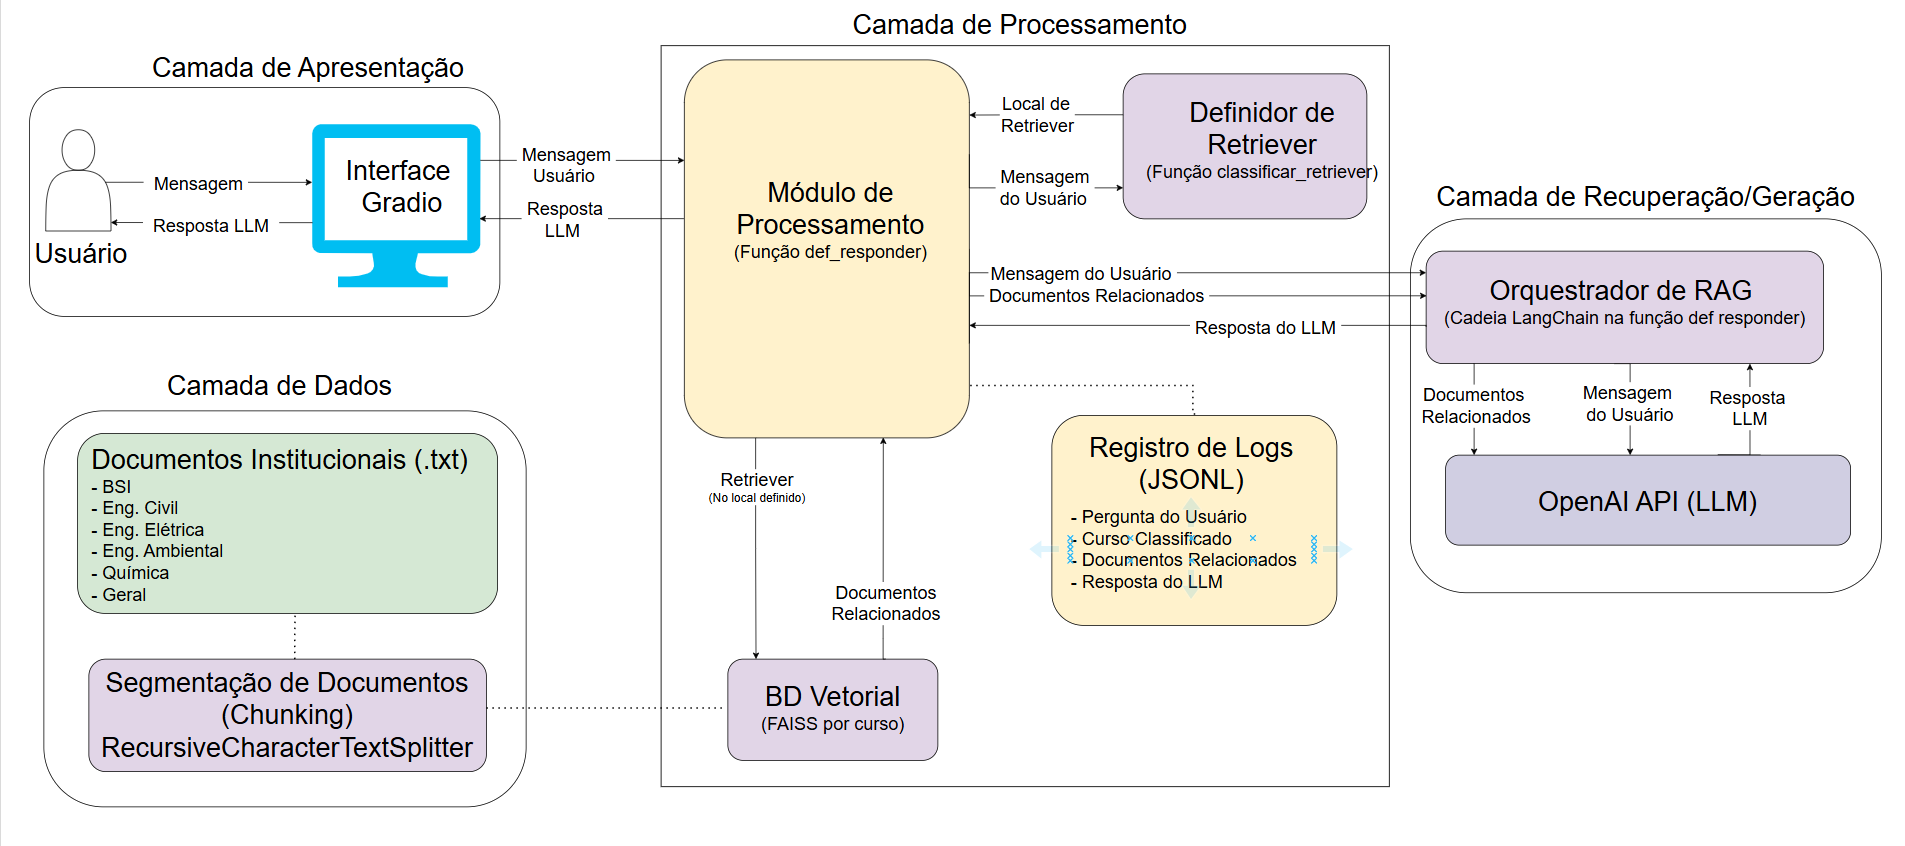 Camada de Processamento
Camada de Apresentação
Mensagem
Resposta LLM
Usuário
Interface
Gradio
Mensagem
Usuário
Resposta
LLM
Módulo de
Processamento
(Função def_responder)
Local de
Retriever
Mensagem
do Usuário
Definidor de
Retriever
(Função classificar_retriever)
Camada de Recuperação/Geração
Mensagem do Usuário
Documentos Relacionados
Resposta do LLM
Orquestrador de RAG
(Cadeia LangChain na função def responder)
Documentos
Relacionados
Mensagem
do Usuário
Resposta
LLM
OpenAI API (LLM)
Camada de Dados
Documentos Institucionais (.txt)
- BSI
- Eng. Civil
- Eng. Elétrica
- Eng. Ambiental
- Química
- Geral
Segmentação de Documentos
(Chunking)
RecursiveCharacterTextSplitter
Retriever
(No local definido)
Documentos
Relacionados
BD Vetorial
(FAISS por curso)
Registro de Logs
(JSONL)
- Pergunta do Usuário
- Curso Classificado
- Documentos Relacionados
- Resposta do LLM